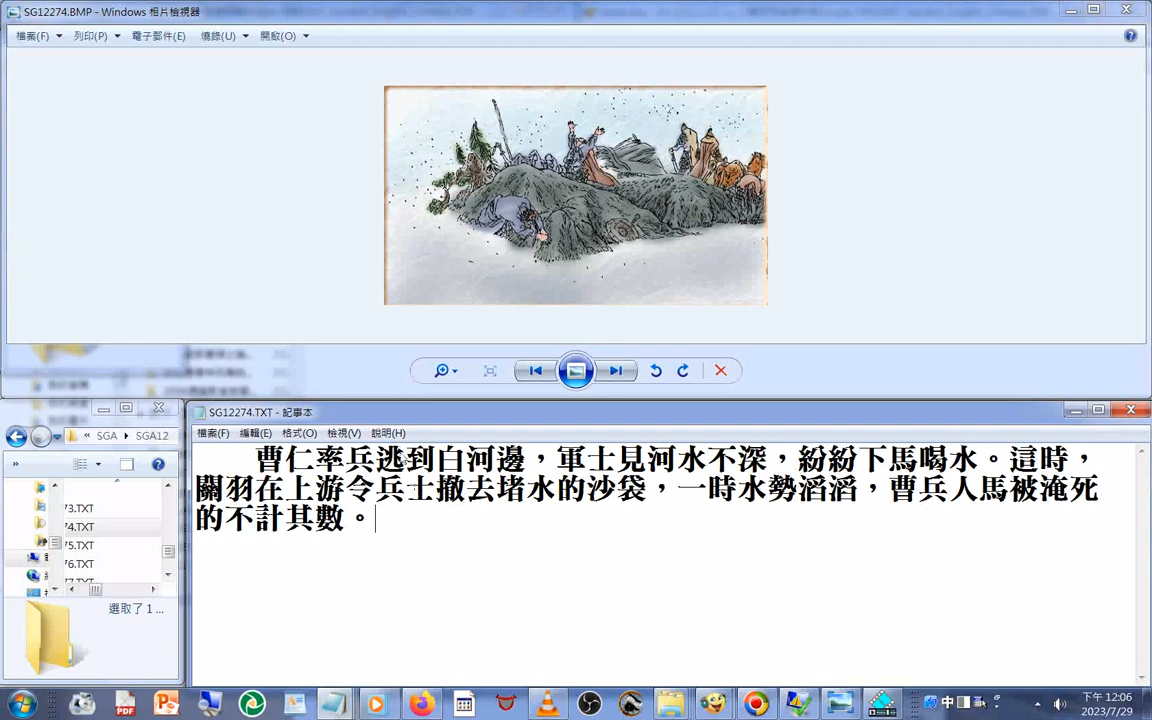 SG12274.BMP - Windows 相片檢視器
檔案(F) 列印(P) 電子郵件(E) 燒錄(U) 開啟(O)
SGA SGA12
73.TXT
74.TXT
75.TXT
76.TXT
77.TXT
選取了 1 ...
SG12274.TXT - 記事本
檔案(F) 編輯(E) 格式(O) 檢視(V) 說明(H)
曹仁率兵逃到白河邊，軍士見河水不深，紛紛下馬喝水。這時，
關羽在上游令兵士撤去堵水的沙袋，一時水勢滔滔，曹兵人馬被淹死
的不計其數。
中
下午 12:06
2023/7/29